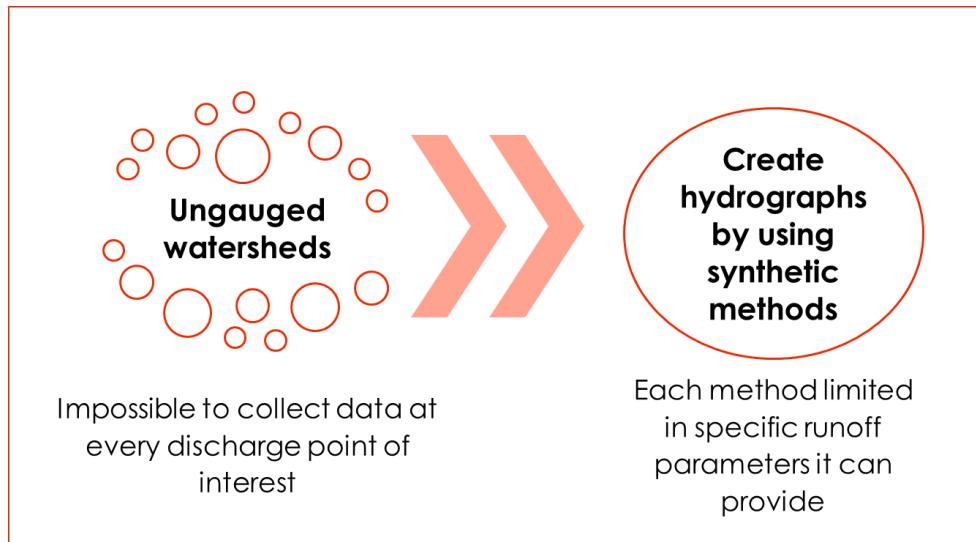 Ungauged
watersheds
Impossible to collect data at
every discharge point of
interest
Create
hydrographs
by using
synthetic
methods
Each method limited
in specific runoff
parameters it can
provide